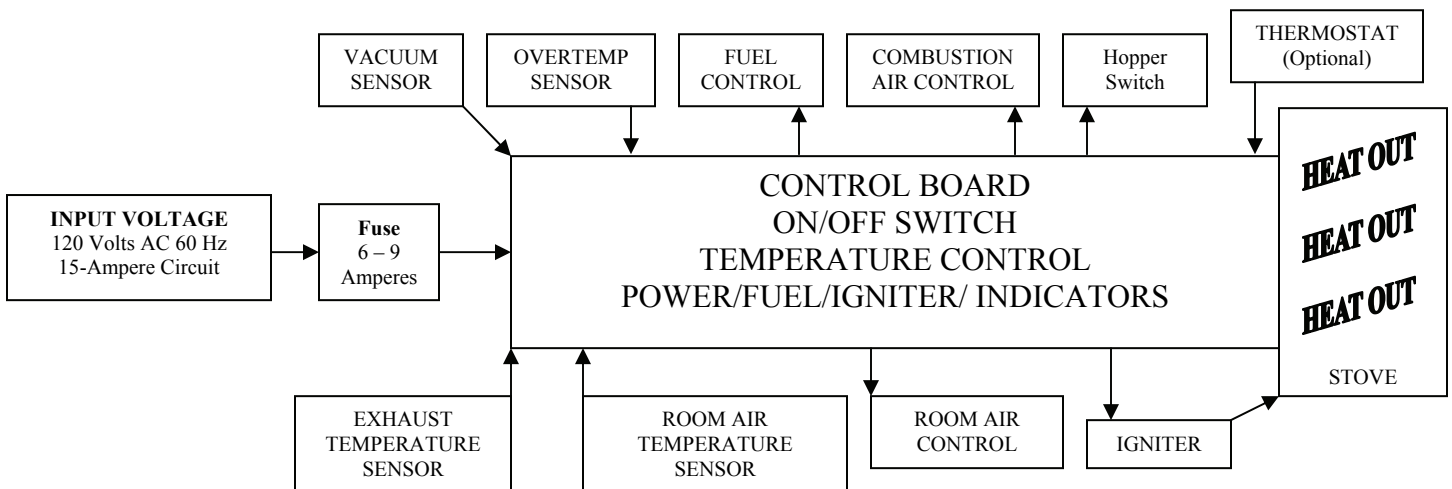 VACUUM
SENSOR
OVERTEMP
SENSOR
FUEL
CONTROL
COMBUSTION
AIR CONTROL
Hopper
Switch
THERMOSTAT
(Optional)
INPUT VOLTAGE
120 Volts AC 60 Hz
15-Ampere Circuit
Fuse
6 – 9
Amperes
CONTROL BOARD
ON/OFF SWITCH
TEMPERATURE CONTROL
POWER/FUEL/IGNITER/ INDICATORS
HEAT OUT
HEAT OUT
HEAT OUT
STOVE
EXHAUST
TEMPERATURE
SENSOR
ROOM AIR
TEMPERATURE
SENSOR
ROOM AIR
CONTROL
IGNITER